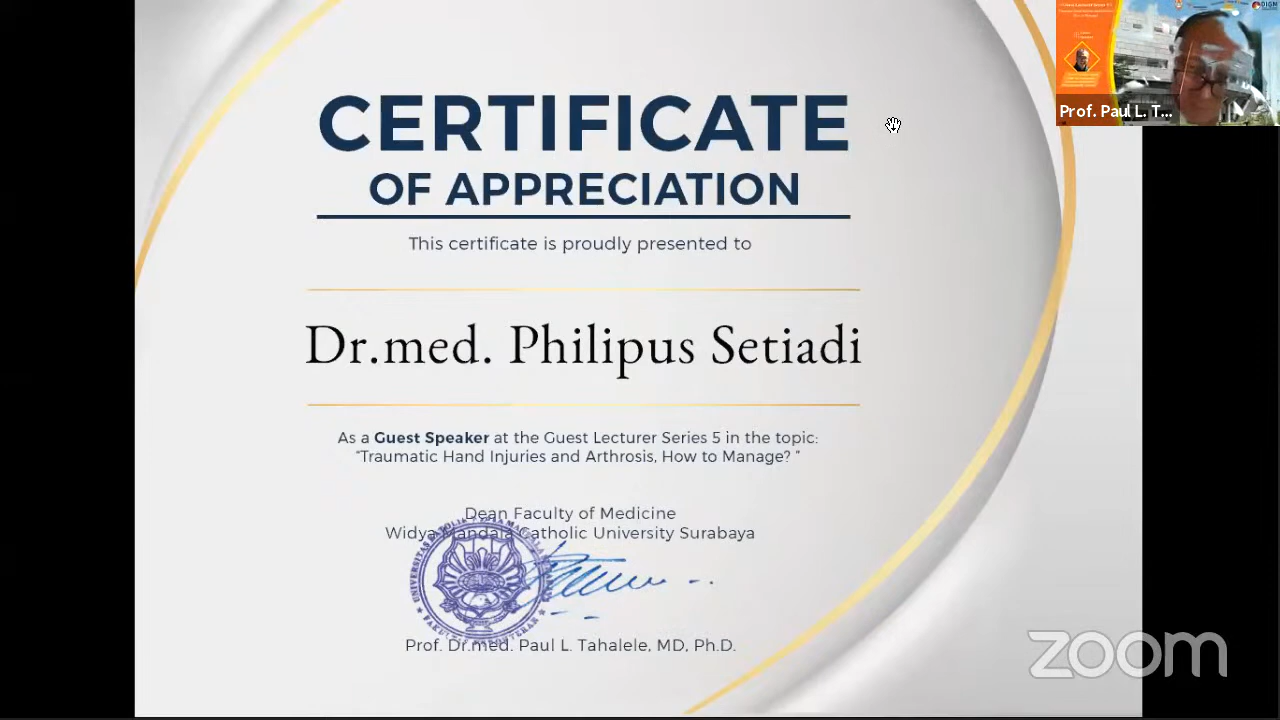 CERTIFICATE
OF APPRECIATION
This certificate is proudly presented to
Dr.med. Philipus Setiadi
As a Guest Speaker at the Guest Lecturer Series 5 in the topic:
“Traumatic Hand Injuries and Arthrosis, How to Manage? ”
Dean Faculty of Medicine
Widya Mandala Catholic University Surabaya
Prof. Dr.med. Paul L. Tahalele, MD, Ph.D.
Prof. Paul L. T...
zoom